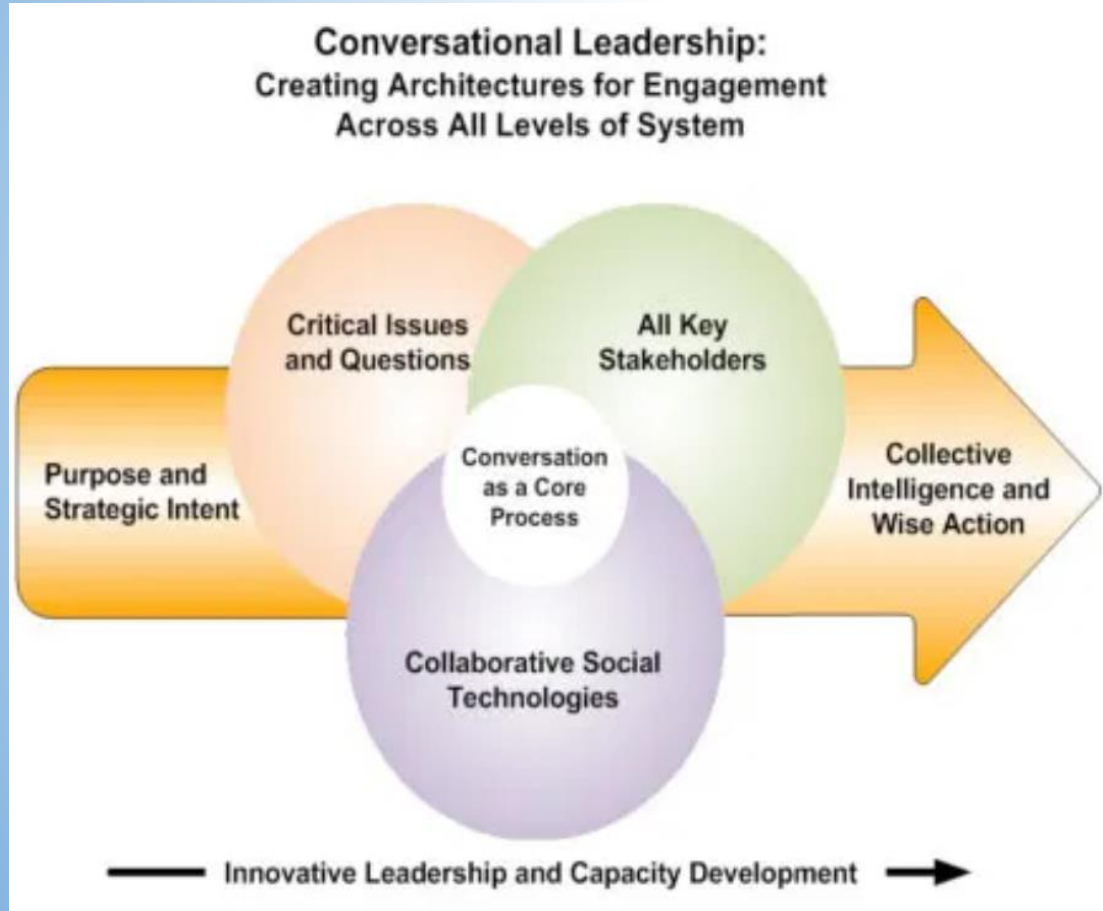 Conversational Leadership:
Creating Architectures for Engagement
Across All Levels of System
Critical Issues
and Questions
All Key
Stakeholders
Purpose and
Strategic Intent
Conversation
as a Core
Process
Collective
Intelligence and
Wise Action
Collaborative Social
Technologies
Innovative Leadership and Capacity Development